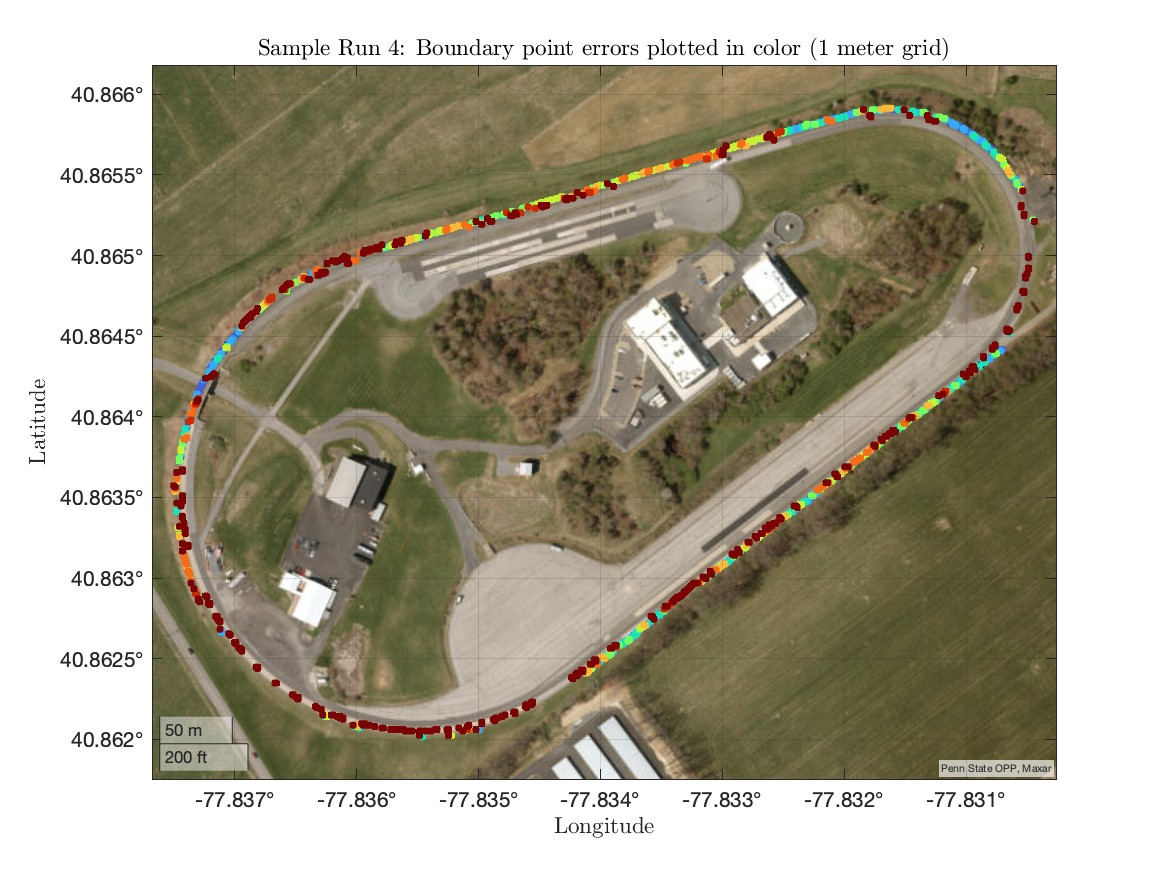 Sample Run 4: Boundary point errors plotted in color (1 meter grid)
40.866°
40.8655°
40.865°
40.8645°
40.864°
40.8635°
40.863°
40.8625°
40.862°
Latitude
50 m
200 ft
Penn State OPP, Maxar
-77.837°
-77.836°
-77.835°
-77.834°
-77.833°
-77.832°
-77.831°
Longitude